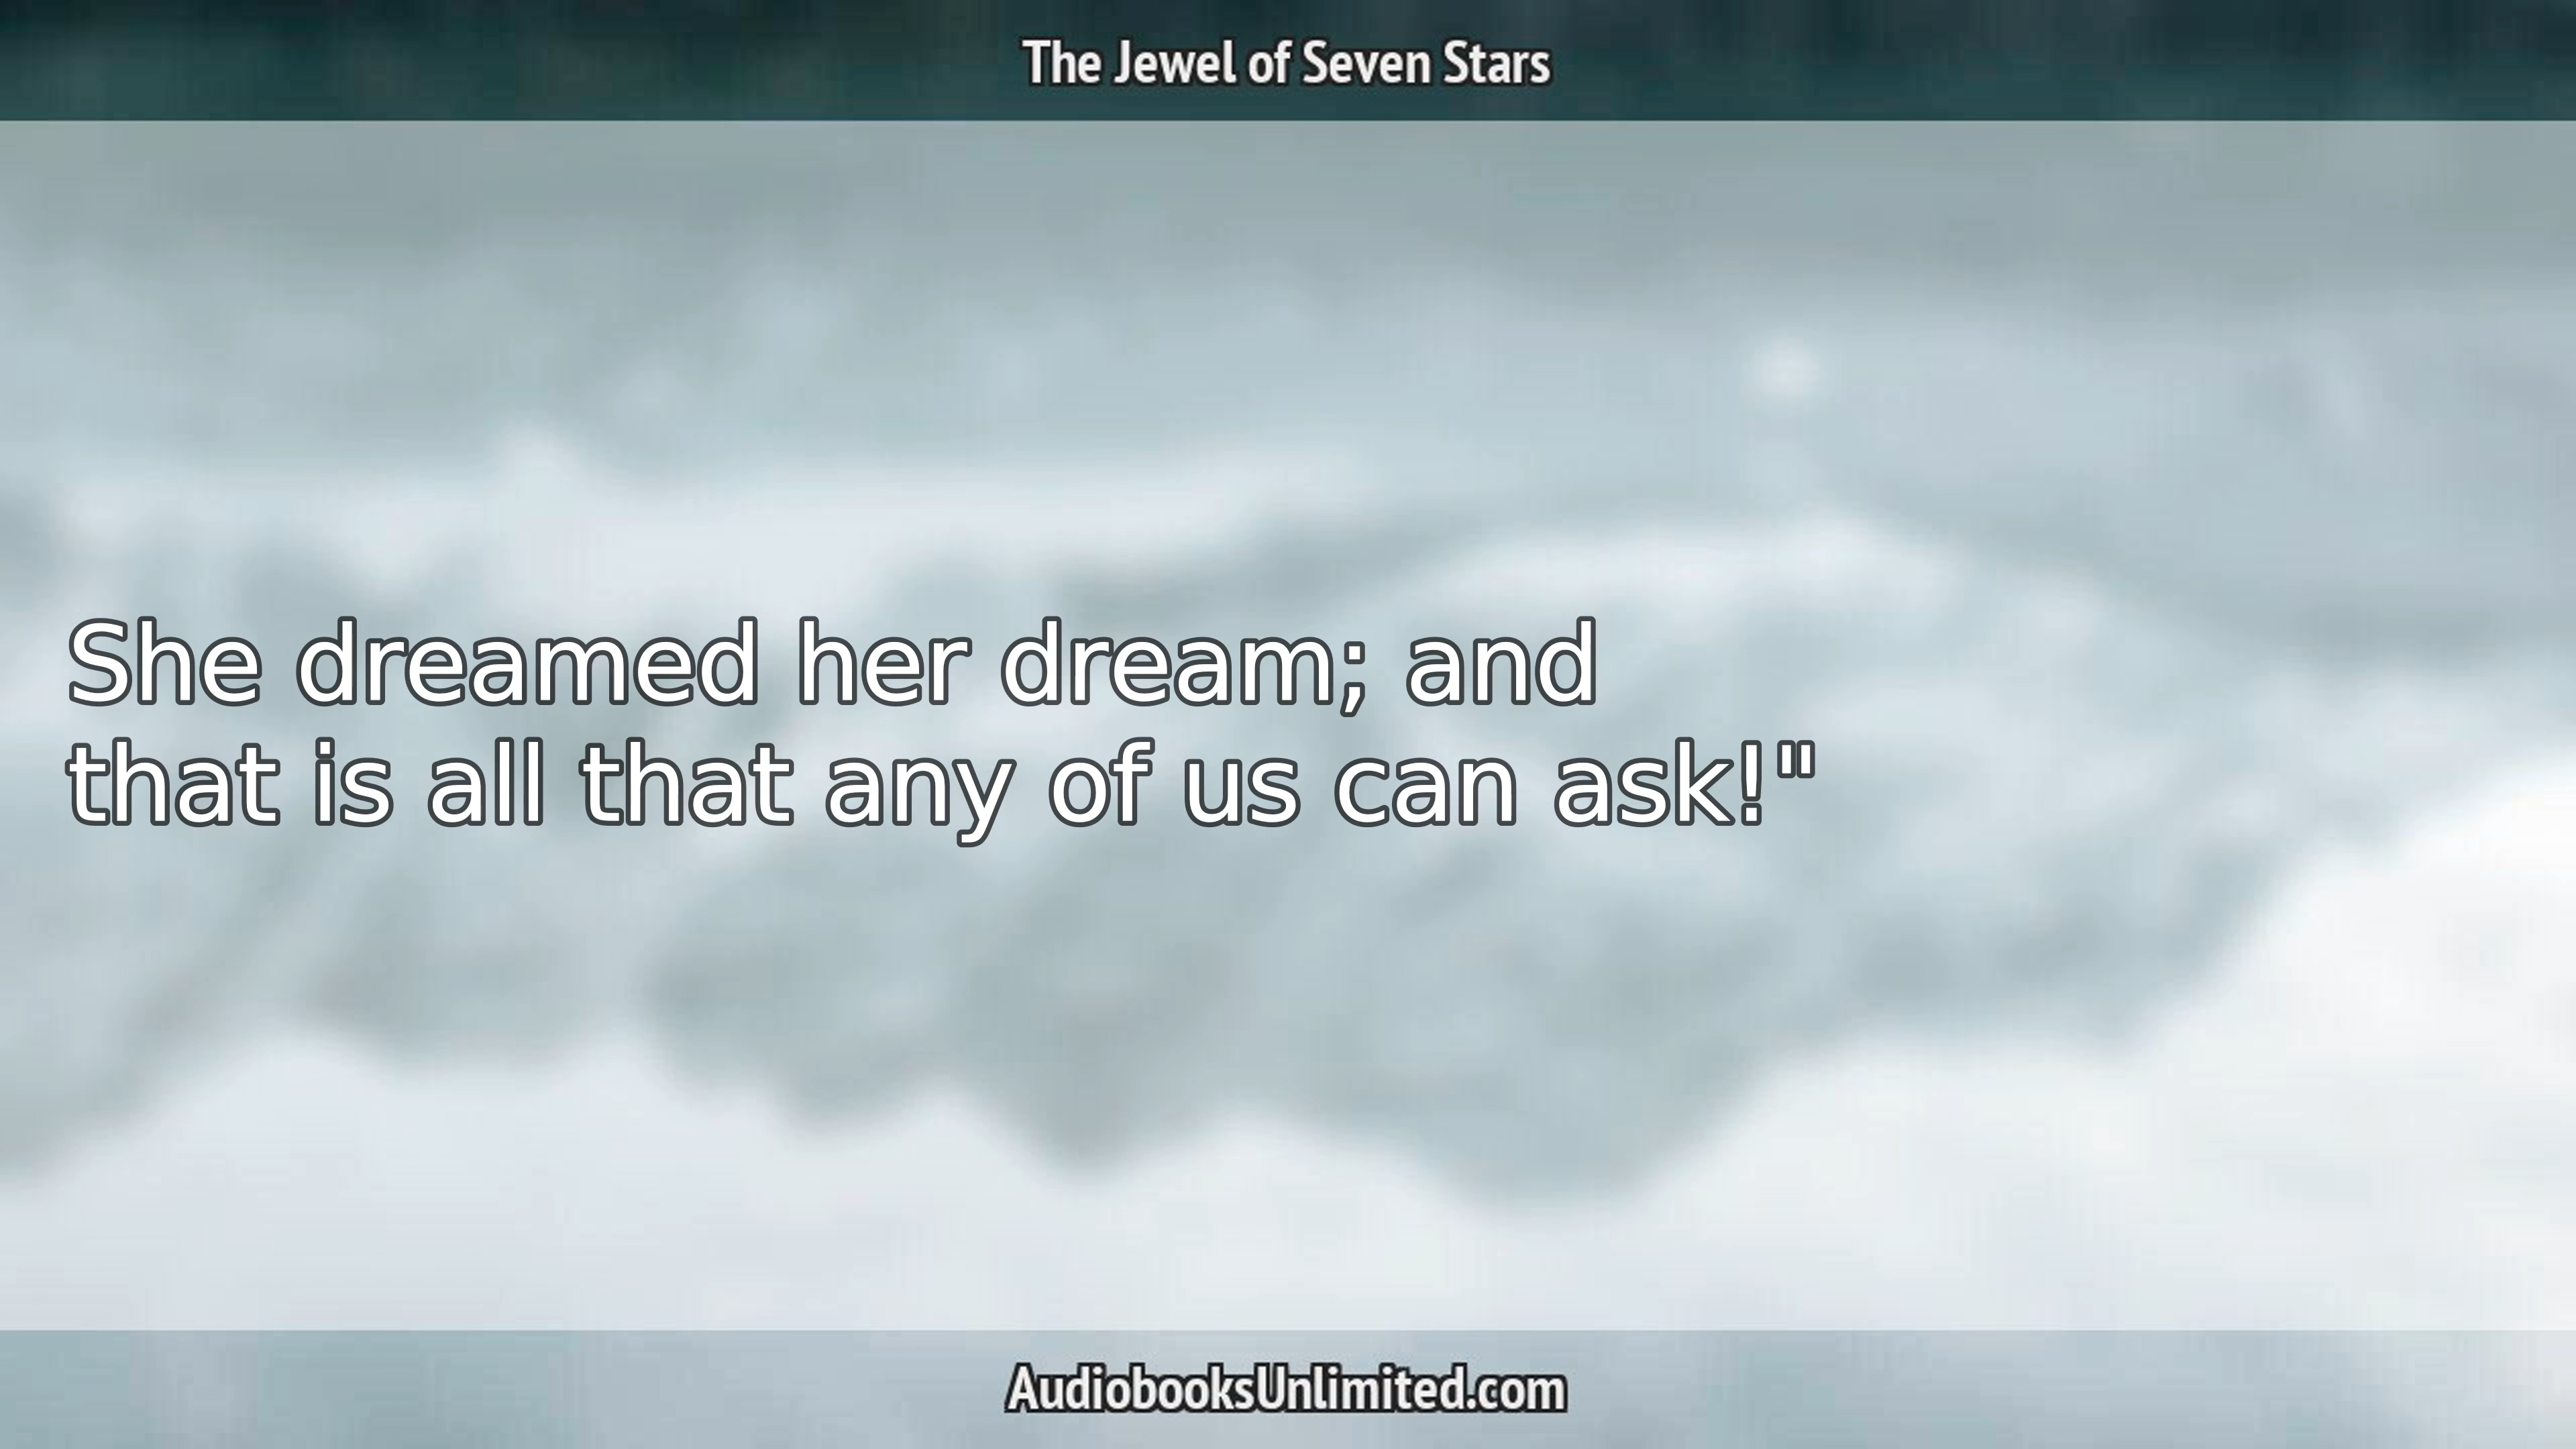 The Jewel of Seven Stars
She dreamed her dream; and
that is all that any of us can ask!"
AudiobooksUnlimited.com